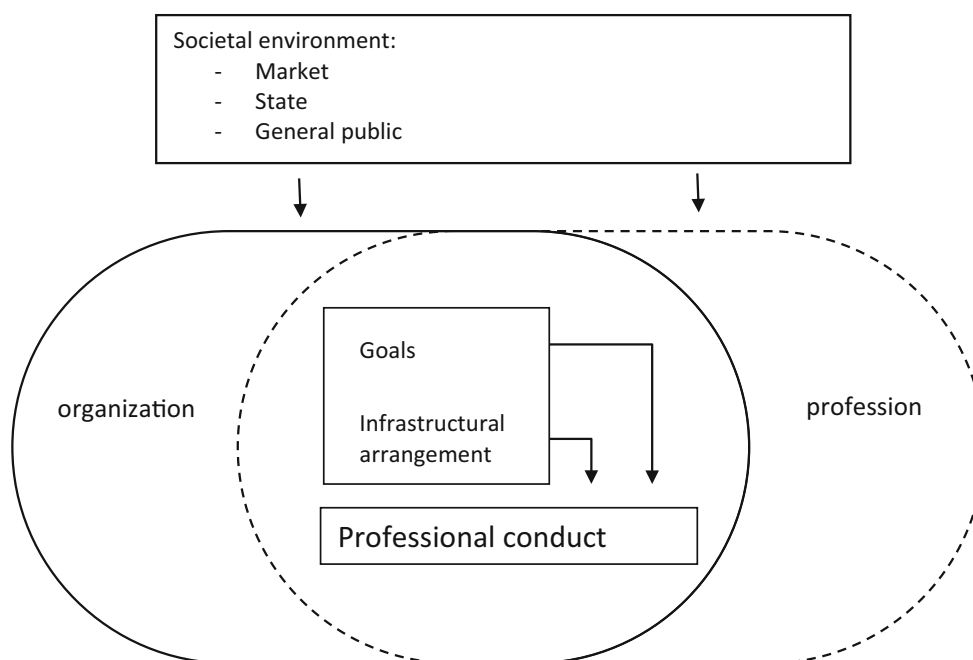 Societal environment:
- Market
- State
- General public
Goals
organization
profession
Infrastructural
arrangement
Professional conduct